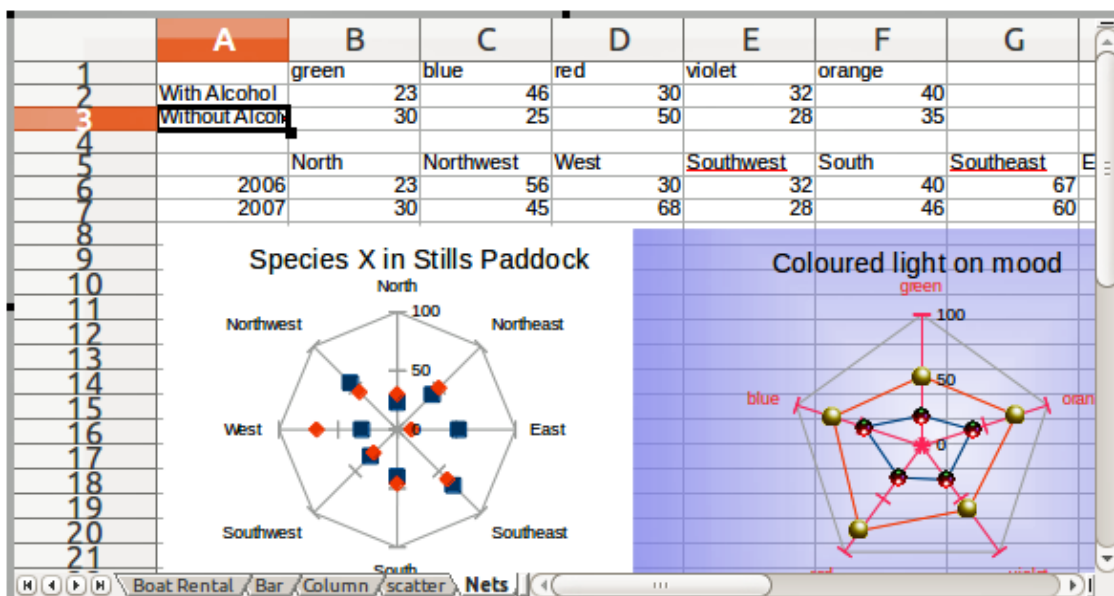 A B C D E F G
1 green blue red violet orange
2 With Alcohol 23 46 30 32 40
3 Without Alcoh 30 25 50 28 35
4
5 North Northwest West Southwest South Southeast E
6 2006 23 56 30 32 40 67
7 2007 30 45 68 28 46 60
8
9 Species X in Stills Paddock Coloured light on mood
10 North green
11 100 100
12 Northwest Northeast
13
14 50 50
15 blue oran
16 West 0 East 0
17
18
19
20 Southwest Southeast
21 South red violet
Boat Rental Bar Column scatter Nets